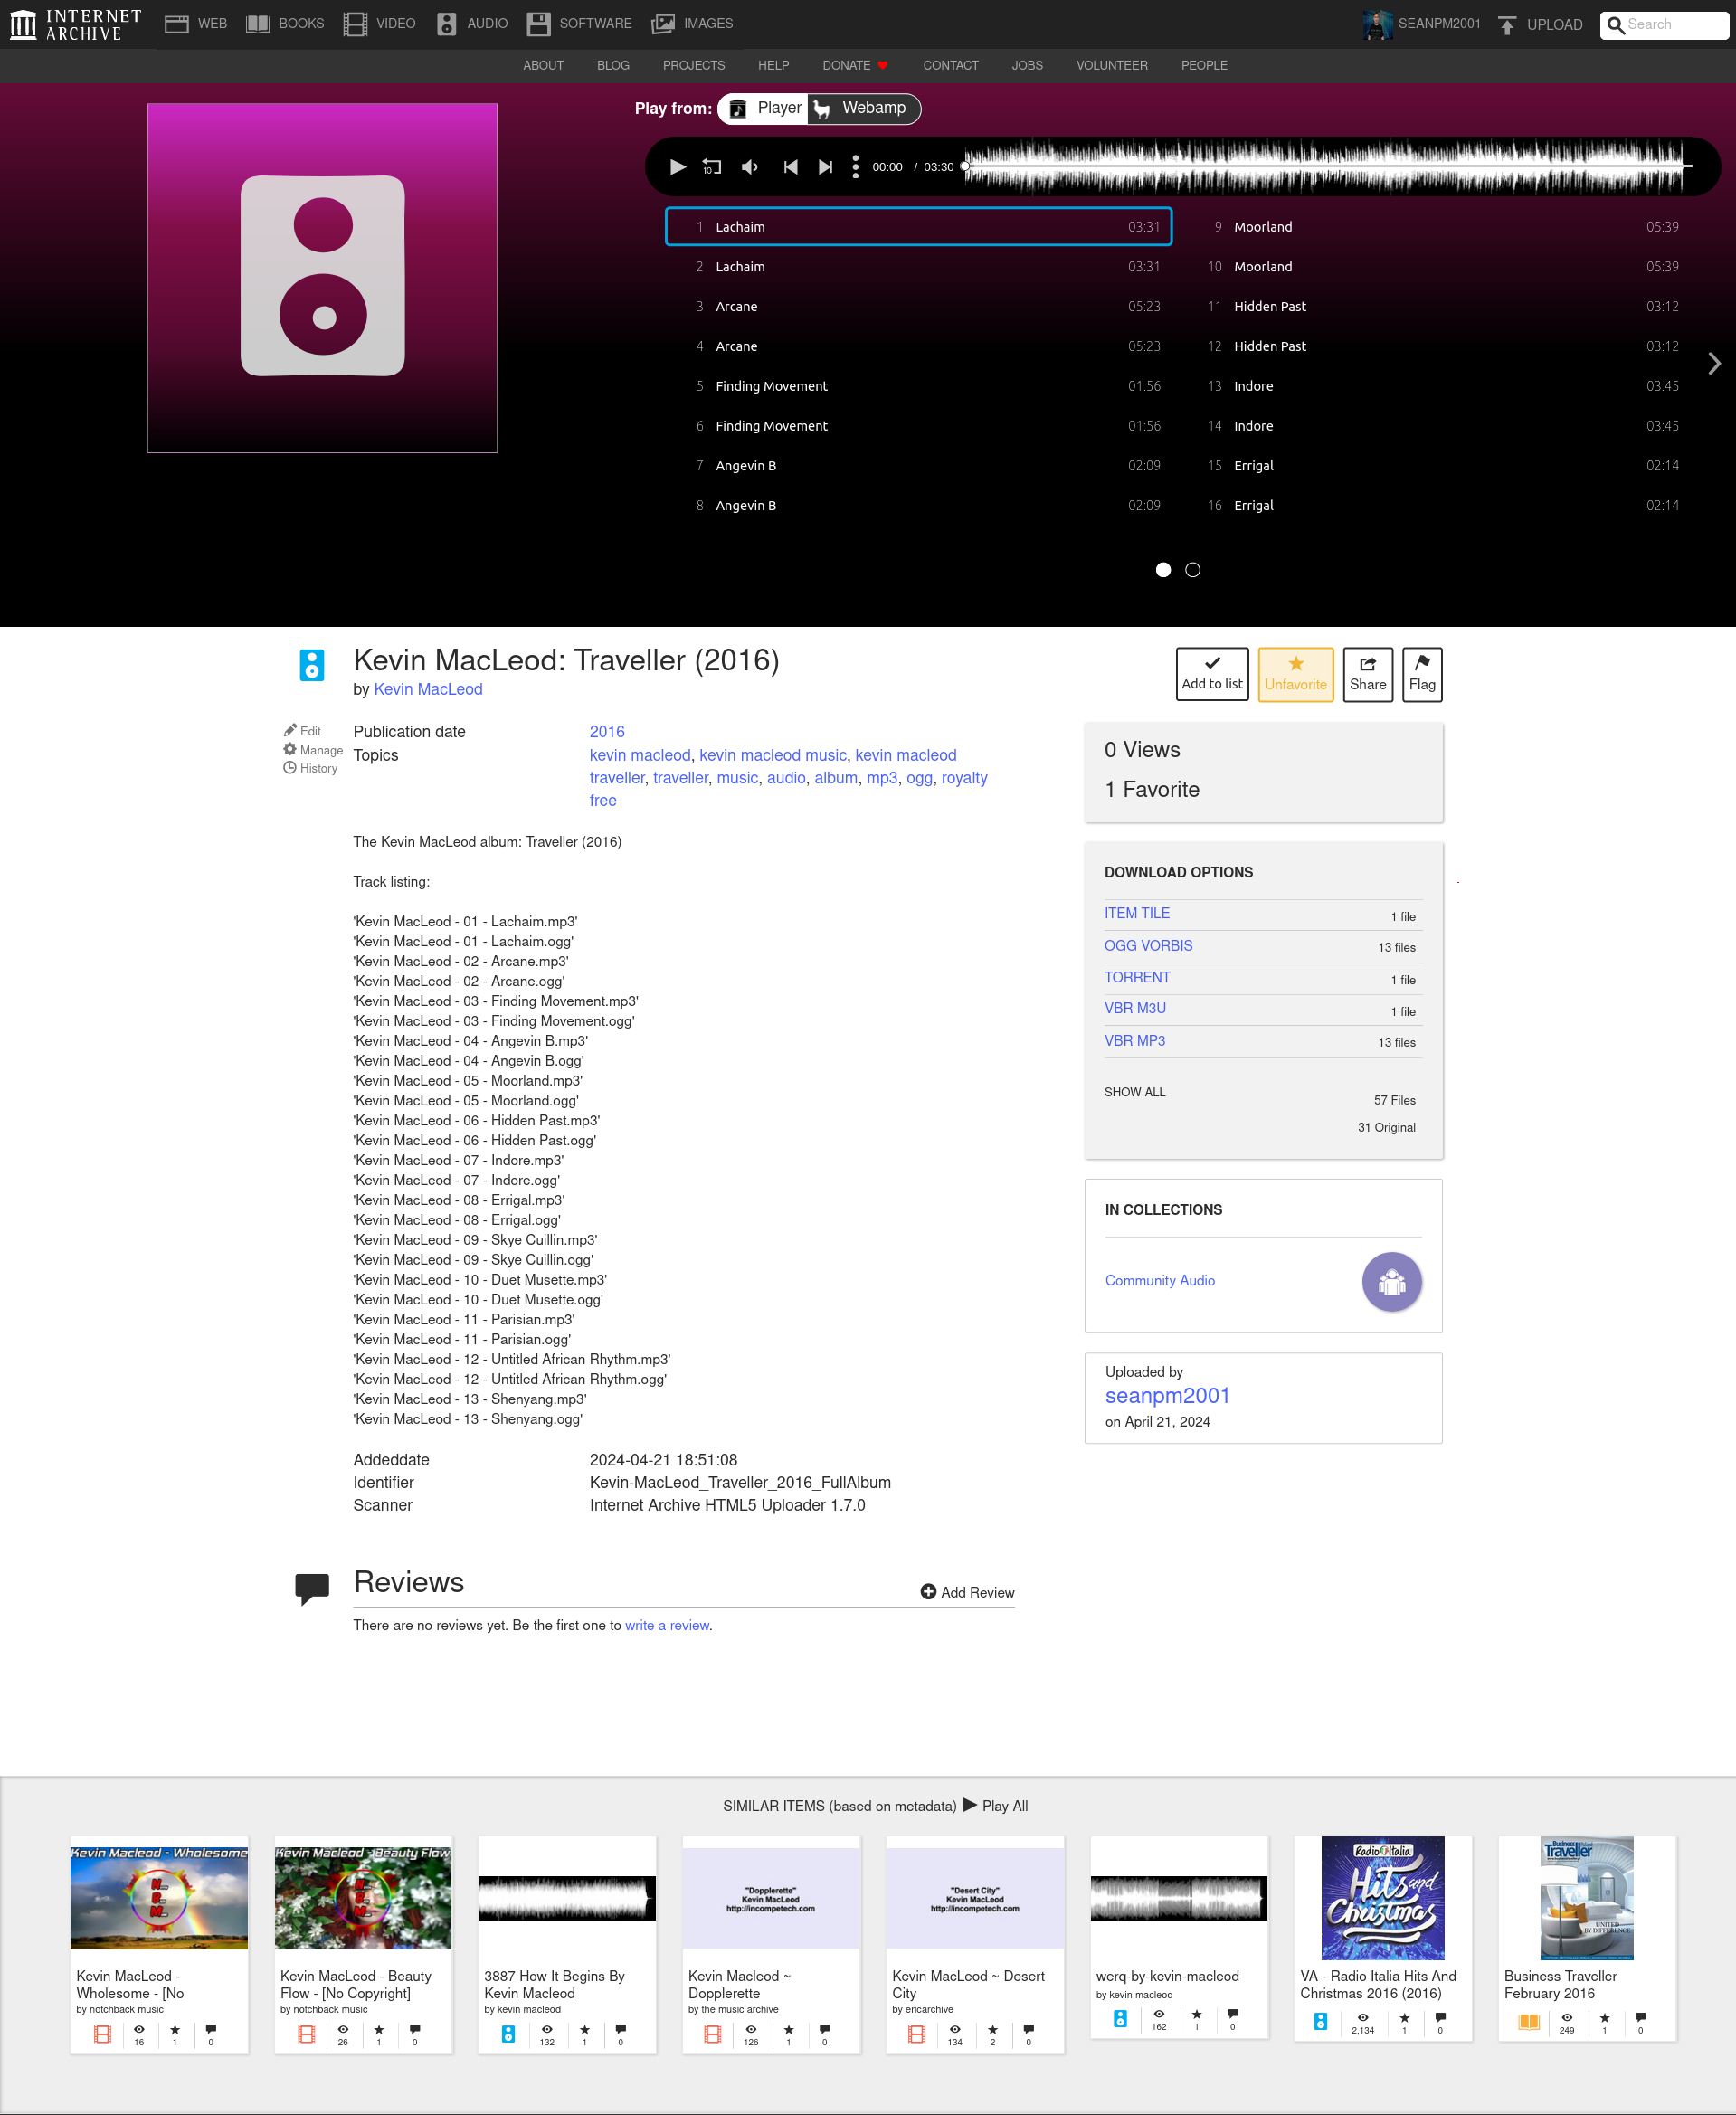 INTERNET ARCHIVE
WEB BOOKS VIDEO AUDIO SOFTWARE IMAGES SEANPM2001 UPLOAD Search
ABOUT BLOG PROJECTS HELP DONATE CONTACT JOBS VOLUNTEER PEOPLE
Play from: Player Webamp
10 00:00 / 03:30
1 Lachaim 03:31
2 Lachaim 03:31
3 Arcane 05:23
4 Arcane 05:23
5 Finding Movement 01:56
6 Finding Movement 01:56
7 Angevin B 02:09
8 Angevin B 02:09
9 Moorland 05:39
10 Moorland 05:39
11 Hidden Past 03:12
12 Hidden Past 03:12
13 Indore 03:45
14 Indore 03:45
15 Errigal 02:14
16 Errigal 02:14
Kevin MacLeod: Traveller (2016)
by Kevin MacLeod
Edit
Manage
History
Publication date 2016
Topics kevin macleod, kevin macleod music, kevin macleod
traveller, traveller, music, audio, album, mp3, ogg, royalty
free
The Kevin MacLeod album: Traveller (2016)
Track listing:
'Kevin MacLeod - 01 - Lachaim.mp3'
'Kevin MacLeod - 01 - Lachaim.ogg'
'Kevin MacLeod - 02 - Arcane.mp3'
'Kevin MacLeod - 02 - Arcane.ogg'
'Kevin MacLeod - 03 - Finding Movement.mp3'
'Kevin MacLeod - 03 - Finding Movement.ogg'
'Kevin MacLeod - 04 - Angevin B.mp3'
'Kevin MacLeod - 04 - Angevin B.ogg'
'Kevin MacLeod - 05 - Moorland.mp3'
'Kevin MacLeod - 05 - Moorland.ogg'
'Kevin MacLeod - 06 - Hidden Past.mp3'
'Kevin MacLeod - 06 - Hidden Past.ogg'
'Kevin MacLeod - 07 - Indore.mp3'
'Kevin MacLeod - 07 - Indore.ogg'
'Kevin MacLeod - 08 - Errigal.mp3'
'Kevin MacLeod - 08 - Errigal.ogg'
'Kevin MacLeod - 09 - Skye Cuillin.mp3'
'Kevin MacLeod - 09 - Skye Cuillin.ogg'
'Kevin MacLeod - 10 - Duet Musette.mp3'
'Kevin MacLeod - 10 - Duet Musette.ogg'
'Kevin MacLeod - 11 - Parisian.mp3'
'Kevin MacLeod - 11 - Parisian.ogg'
'Kevin MacLeod - 12 - Untitled African Rhythm.mp3'
'Kevin MacLeod - 12 - Untitled African Rhythm.ogg'
'Kevin MacLeod - 13 - Shenyang.mp3'
'Kevin MacLeod - 13 - Shenyang.ogg'
Addeddate 2024-04-21 18:51:08
Identifier Kevin-MacLeod_Traveller_2016_FullAlbum
Scanner Internet Archive HTML5 Uploader 1.7.0
Add to list Unfavorite Share Flag
0 Views
1 Favorite
DOWNLOAD OPTIONS
ITEM TILE 1 file
OGG VORBIS 13 files
TORRENT 1 file
VBR M3U 1 file
VBR MP3 13 files
SHOW ALL 57 Files
31 Original
IN COLLECTIONS
Community Audio
Uploaded by
seanpm2001
on April 21, 2024
Reviews
Add Review
There are no reviews yet. Be the first one to write a review.
SIMILAR ITEMS (based on metadata) Play All
Kevin Macleod - Wholesome
Kevin MacLeod -
Wholesome - [No
by notchback music
16 1 0
Kevin Macleod - Beauty Flow
Kevin MacLeod - Beauty
Flow - [No Copyright]
by notchback music
26 1 0
3887 How It Begins By
Kevin Macleod
by kevin macleod
132 1 0
"Dopplerette"
Kevin MacLeod
http://incompetech.com
Kevin Macleod ~
Dopplerette
by the music archive
126 1 0
"Desert City"
Kevin MacLeod
http://incompetech.com
Kevin MacLeod ~ Desert
City
by ericarchive
134 2 0
werq-by-kevin-macleod
by kevin macleod
162 1 0
Radio Italia
Hits and
Christmas
VA - Radio Italia Hits And
Christmas 2016 (2016)
2,134 1 0
Business
Traveller
UNITED
BY DIFFERENCE
Business Traveller
February 2016
249 1 0